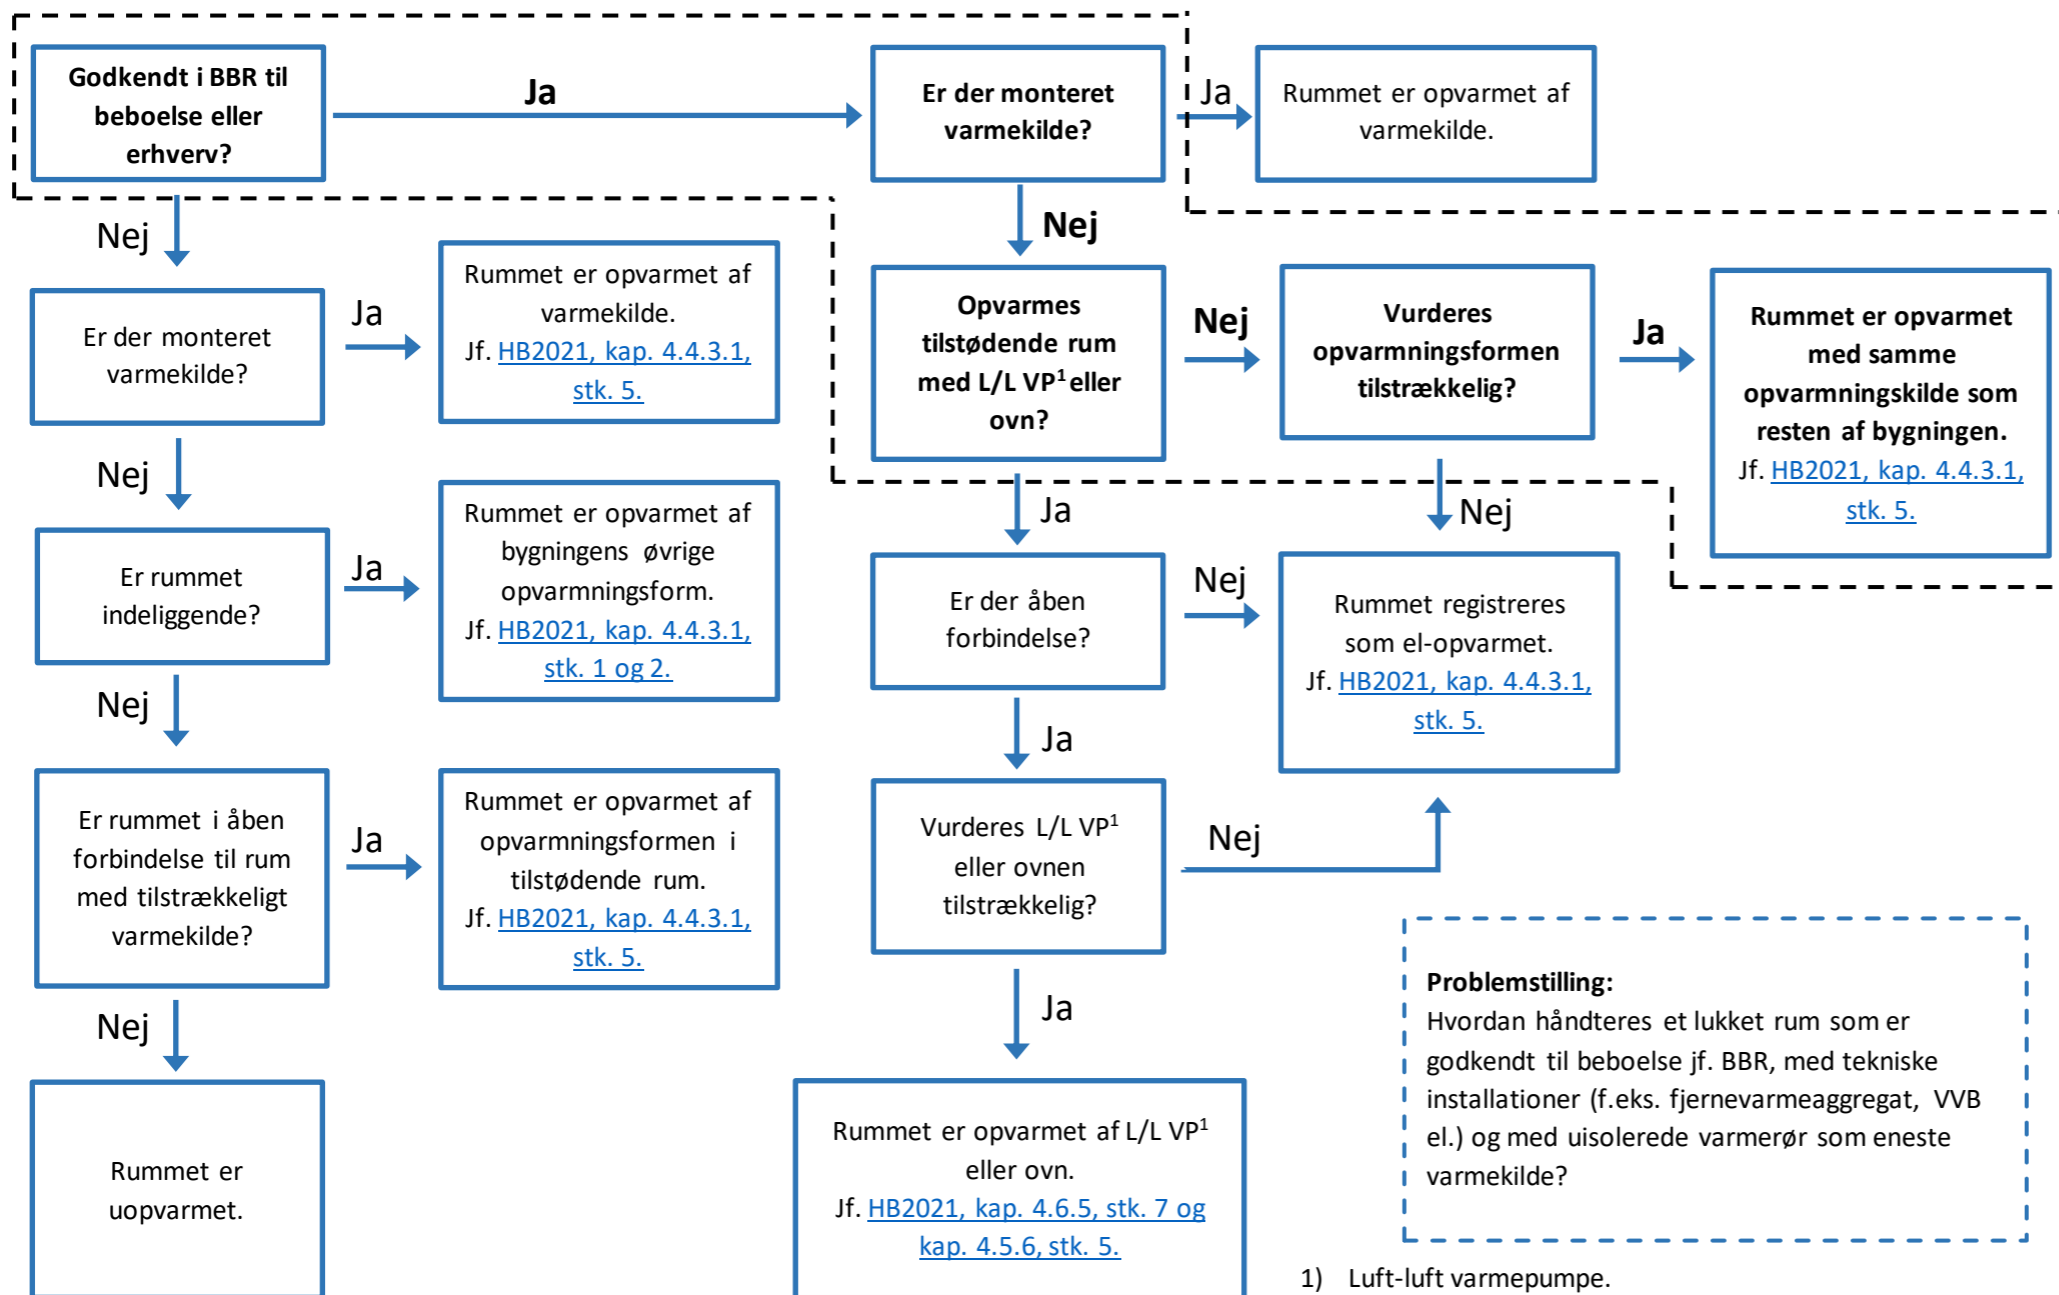 Godkendt i BBR til
beboelse eller
erhverv?
Ja
Er der monteret
varmekilde?
Ja
Rummet er opvarmet af
varmekilde.
Nej
Nej
Er der monteret
varmekilde?
Ja
Rummet er opvarmet af
varmekilde.
Jf. HB2021, kap. 4.4.3.1,
stk. 5.
Opvarmes
tilstødende rum
med L/L VP¹ eller
ovn?
Nej
Vurderes
opvarmningsformen
tilstrækkelig?
Ja
Rummet er opvarmet
med samme
opvarmningskilde som
resten af bygningen.
Jf. HB2021, kap. 4.4.3.1,
stk. 5.
Nej
Ja
Nej
Er rummet
indeliggende?
Ja
Rummet er opvarmet af
bygningens øvrige
opvarmningsform.
Jf. HB2021, kap. 4.4.3.1,
stk. 1 og 2.
Er der åben
forbindelse?
Nej
Rummet registreres
som el-opvarmet.
Jf. HB2021, kap. 4.4.3.1,
stk. 5.
Nej
Ja
Er rummet i åben
forbindelse til rum
med tilstrækkeligt
varmekilde?
Ja
Rummet er opvarmet af
opvarmningsformen i
tilstødende rum.
Jf. HB2021, kap. 4.4.3.1,
stk. 5.
Vurderes L/L VP¹
eller ovnen
tilstrækkelig?
Nej
Nej
Ja
Rummet er
uopvarmet.
Rummet er opvarmet af L/L VP¹
eller ovn.
Jf. HB2021, kap. 4.6.5, stk. 7 og
kap. 4.5.6, stk. 5.
Problemstilling:
Hvordan håndteres et lukket rum som er
godkendt til beboelse jf. BBR, med tekniske
installationer (f.eks. fjernevarmeaggregat, VVB
el.) og med uisolerede varmerør som eneste
varmekilde?
1) Luft-luft varmepumpe.